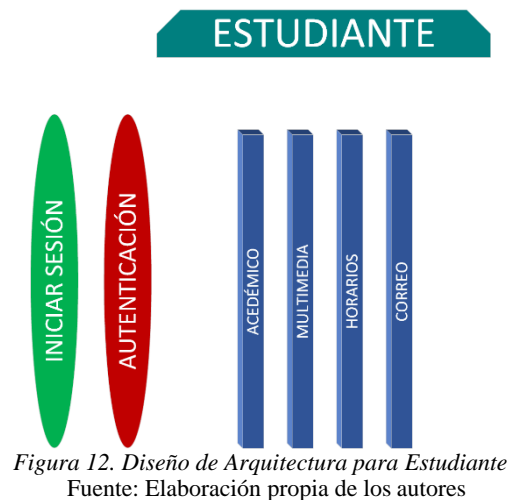 ESTUDIANTE
INICIAR SESIÓN
AUTENTICACIÓN
ACEDÉMICO
MULTIMEDIA
HORARIOS
CORREO
Figura 12. Diseño de Arquitectura para Estudiante
Fuente: Elaboración propia de los autores